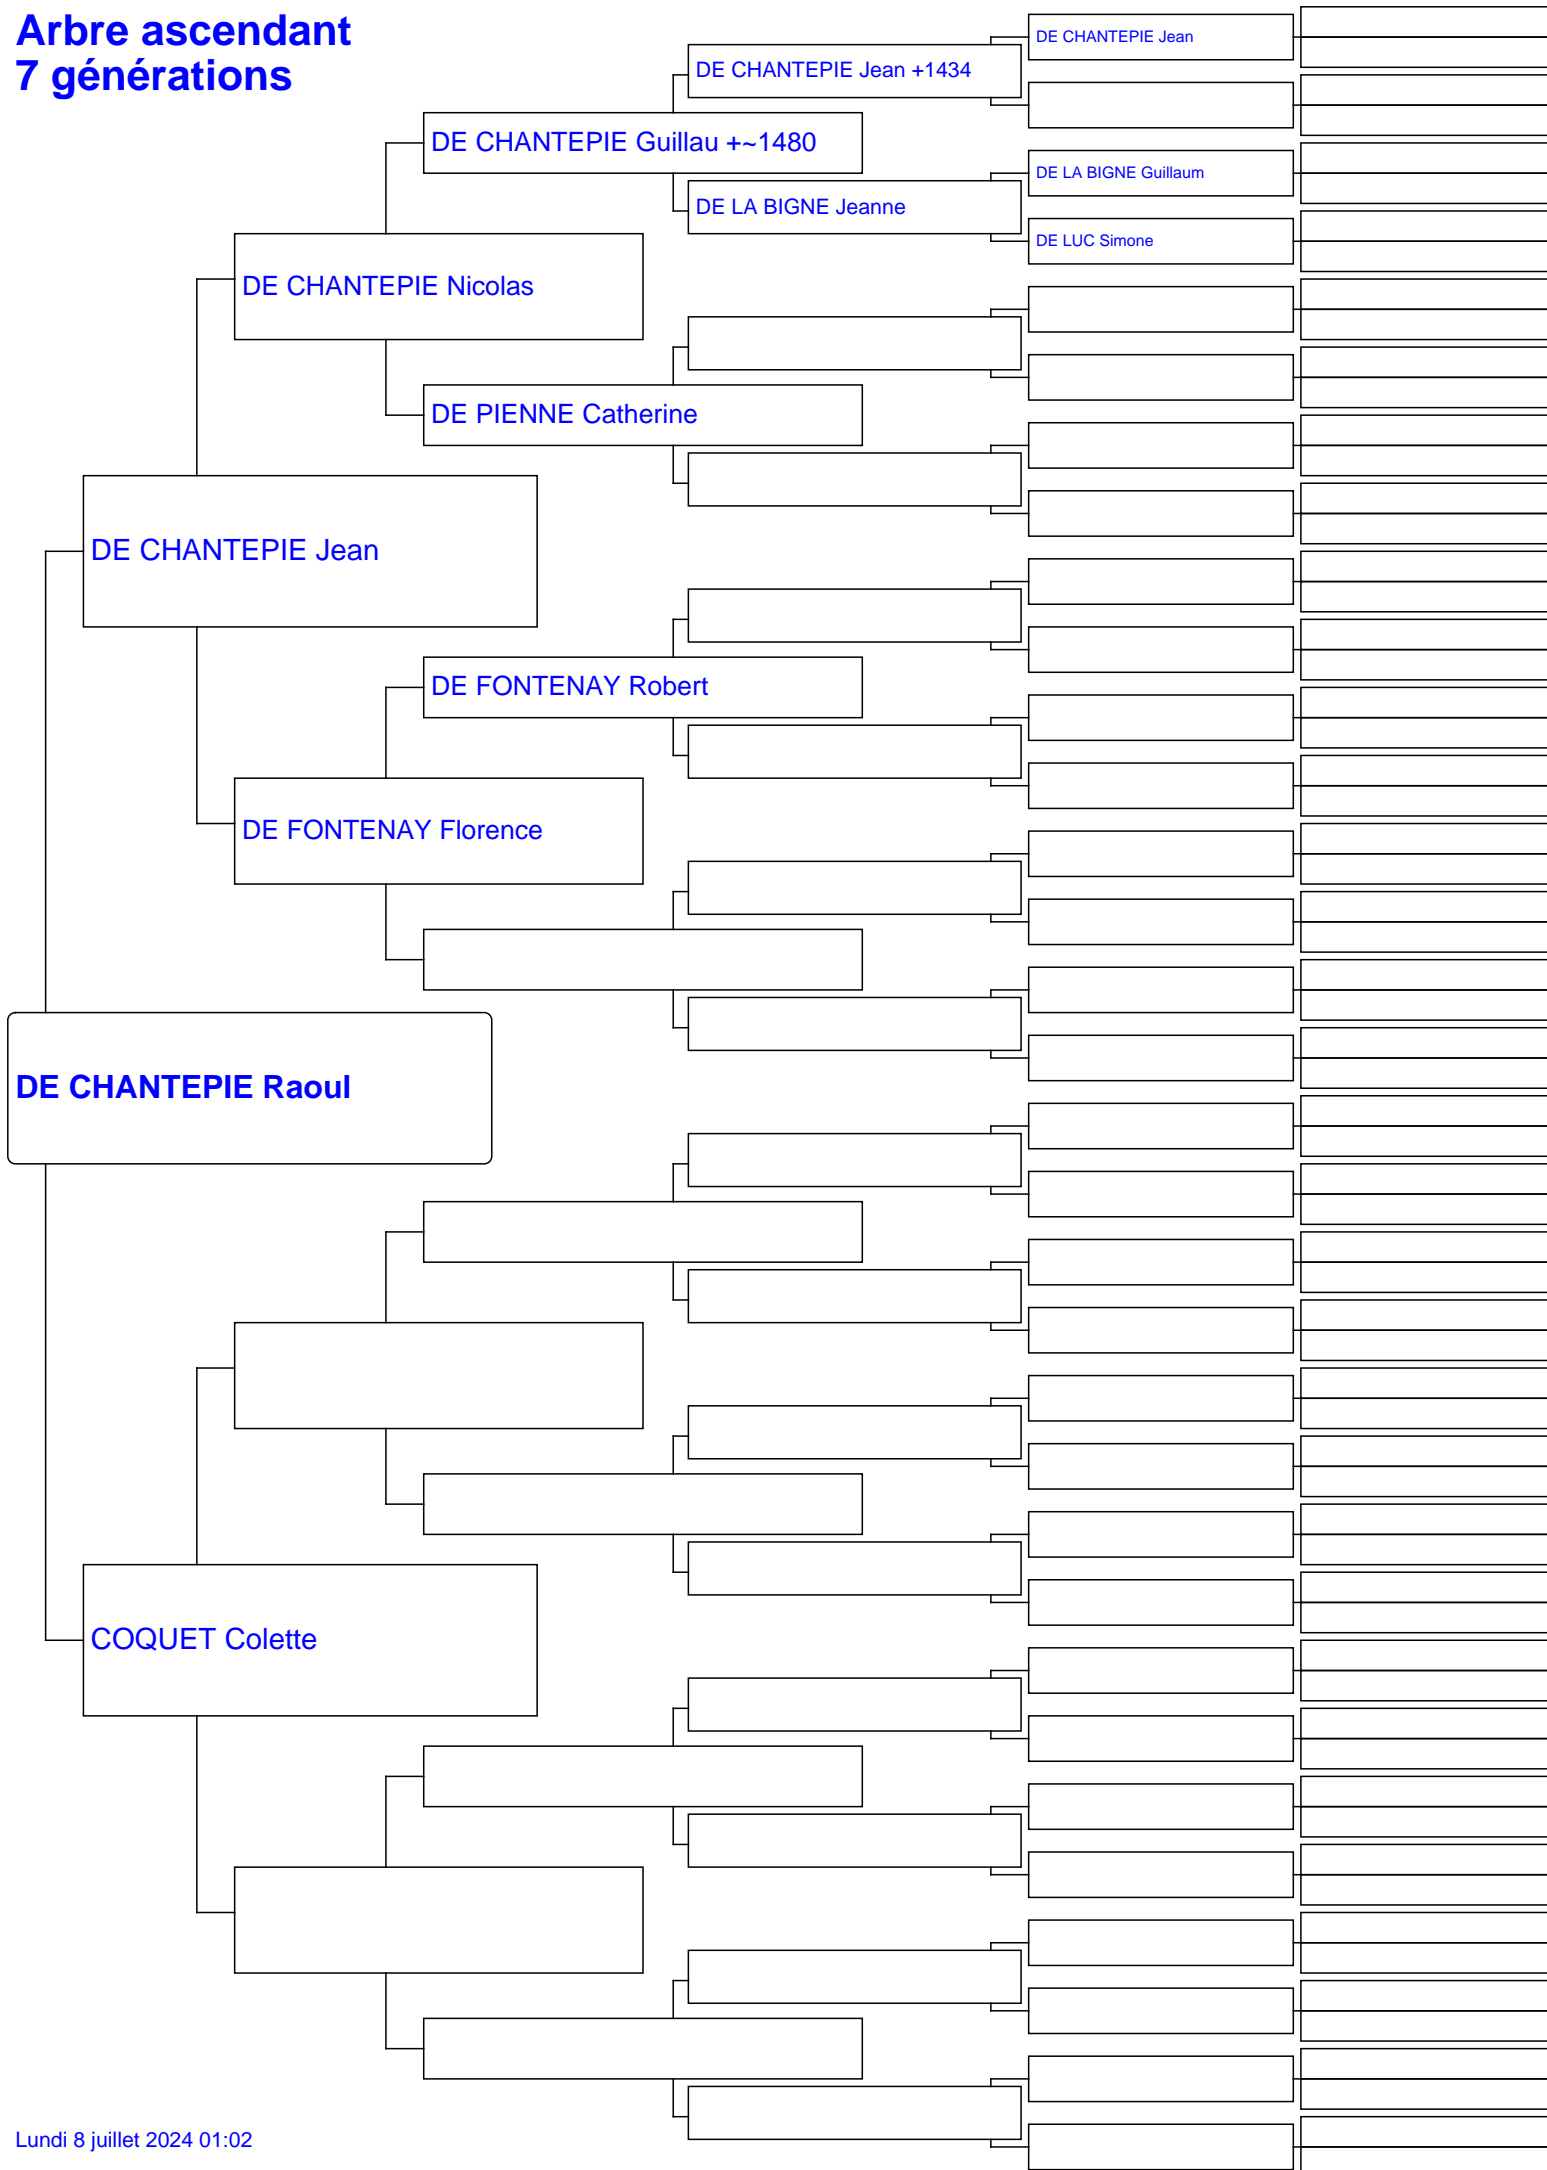 Arbre ascendant
7 générations
DE CHANTEPIE Jean
DE CHANTEPIE Jean +1434
DE CHANTEPIE Guillau +~1480
DE LA BIGNE Guillaum
DE LA BIGNE Jeanne
DE LUC Simone
DE CHANTEPIE Nicolas
DE PIENNE Catherine
DE CHANTEPIE Jean
DE FONTENAY Robert
DE FONTENAY Florence
DE CHANTEPIE Raoul
COQUET Colette
Lundi 8 juillet 2024 01:02